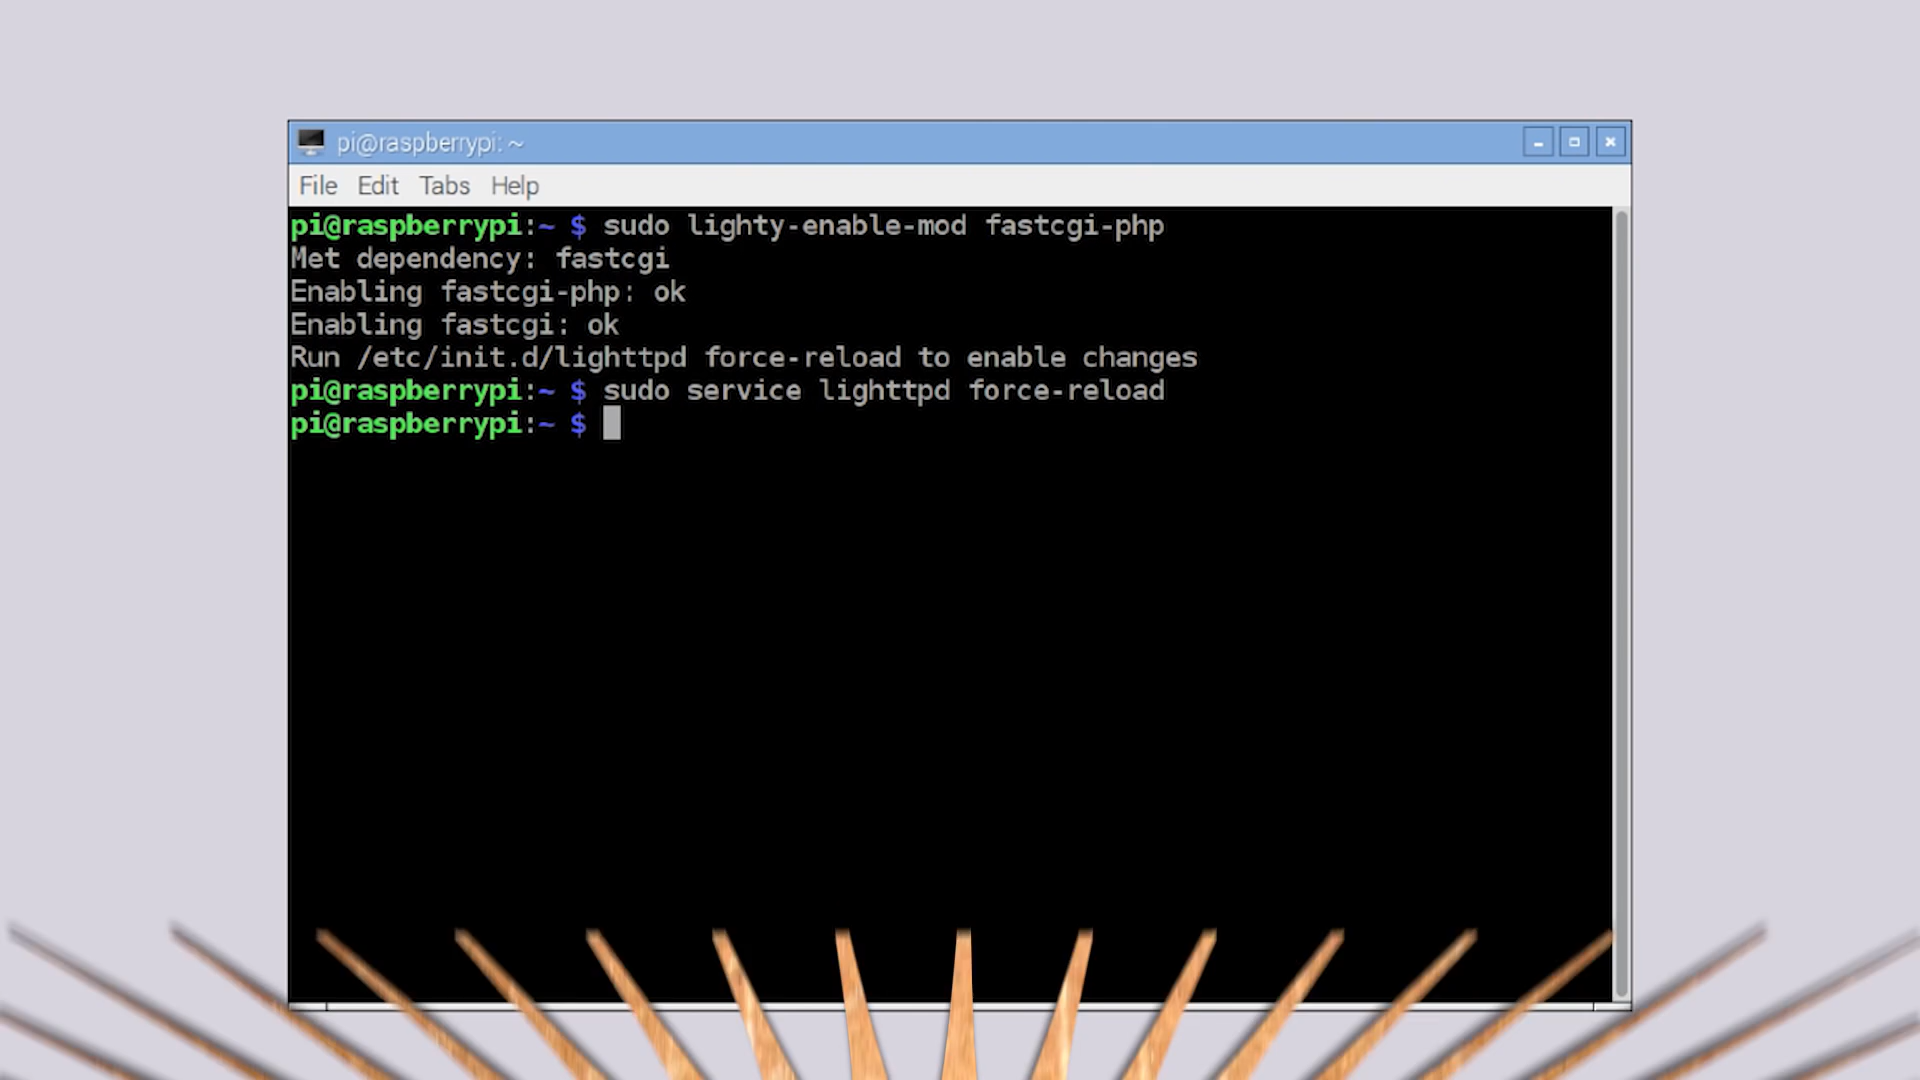 pi@raspberrypi: ~
File Edit Tabs Help
pi@raspberrypi:~ $ sudo lighty-enable-mod fastcgi-php
Met dependency: fastcgi
Enabling fastcgi-php: ok
Enabling fastcgi: ok
Run /etc/init.d/lighttpd force-reload to enable changes
pi@raspberrypi:~ $ sudo service lighttpd force-reload
pi@raspberrypi:~ $